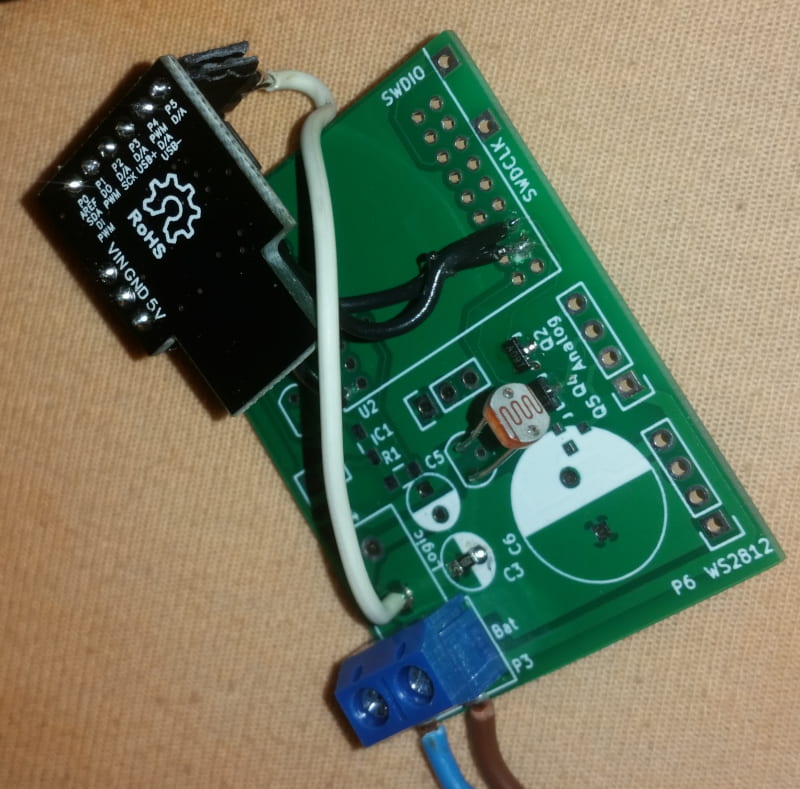 P5
D/A
P4
PWM
D/A
P3
D/A
USB-
P2
D/A
USB+
P1
DO
PWM
SCK
P0
AREF
SDA
DI
PWM
RoHS
VIN GND 5V
SWDIO
SWDCLK
Q2
Analog
Q5 Q4
U2
IC1
R1
C5
Logic
C6
C3
Bat
P3
P6 WS2812